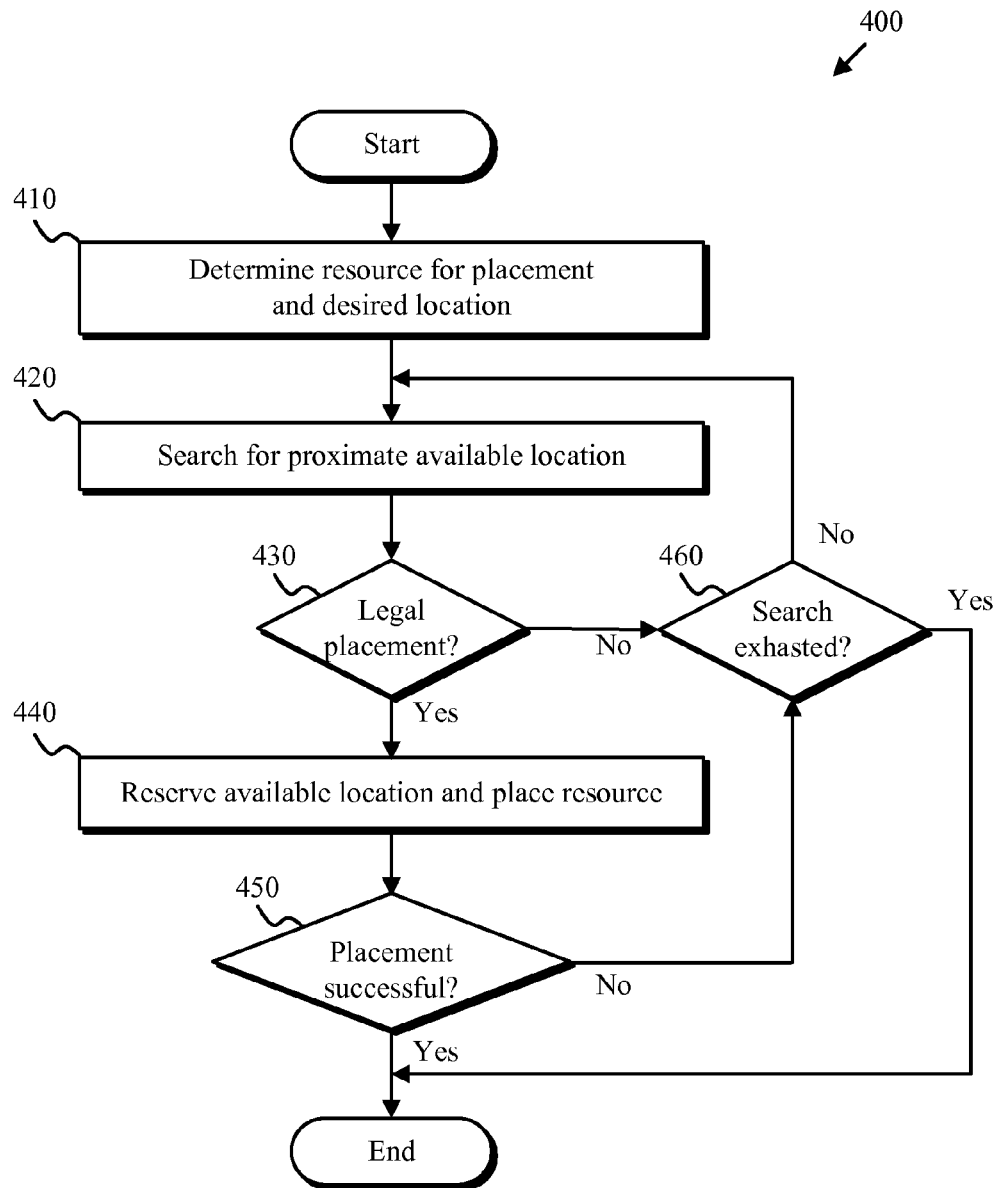 400
Start
410
Determine resource for placement
and desired location
420
Search for proximate available location
No
430
460
Yes
Legal
placement?
No
Search
exhasted?
Yes
440
Reserve available location and place resource
450
Placement
successful?
No
Yes
End